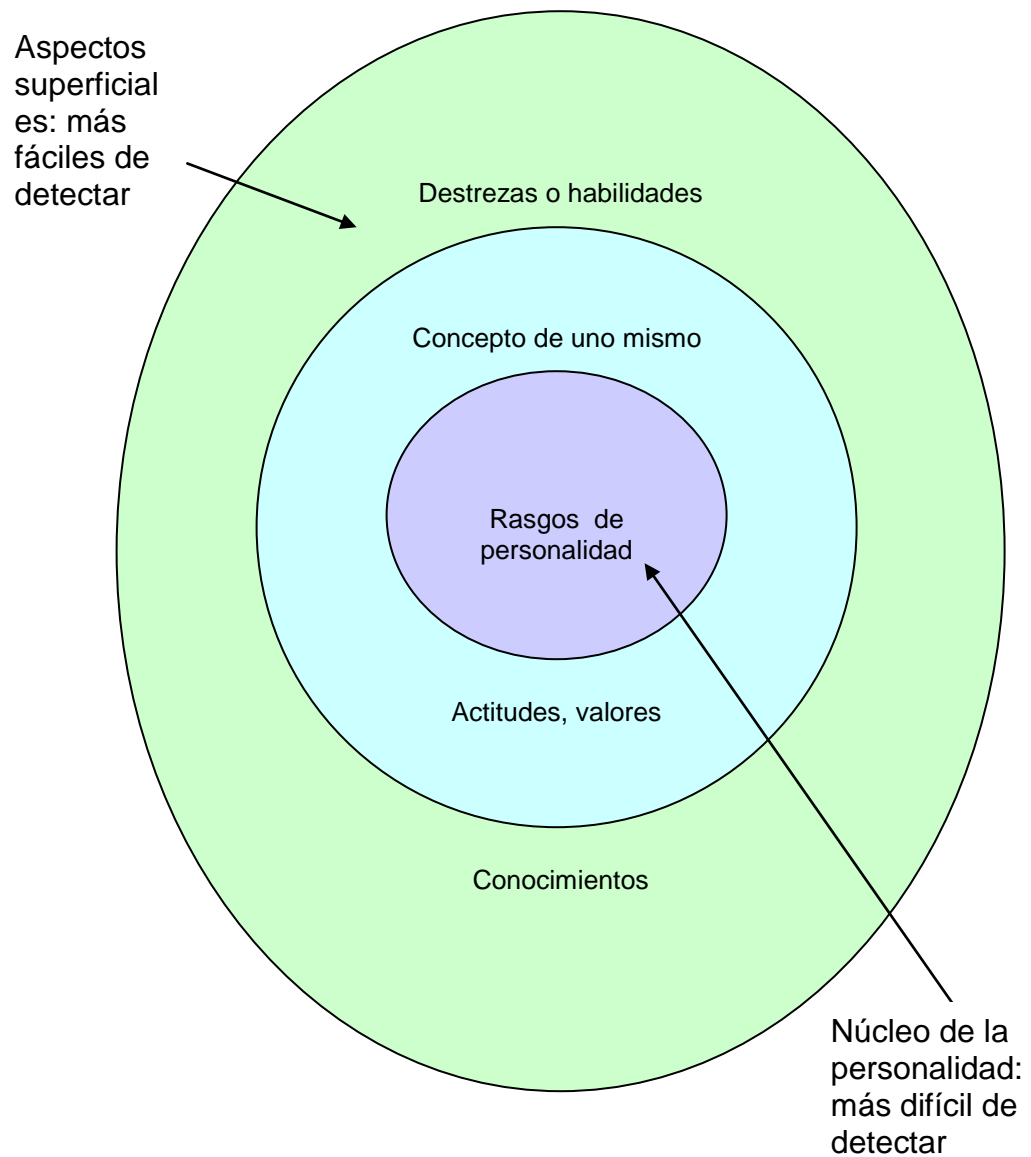 Aspectos
superficial
es: más
fáciles de
detectar
Destrezas o habilidades
Concepto de uno mismo
Rasgos de
personalidad
Actitudes, valores
Conocimientos
Núcleo de la
personalidad:
más difícil de
detectar